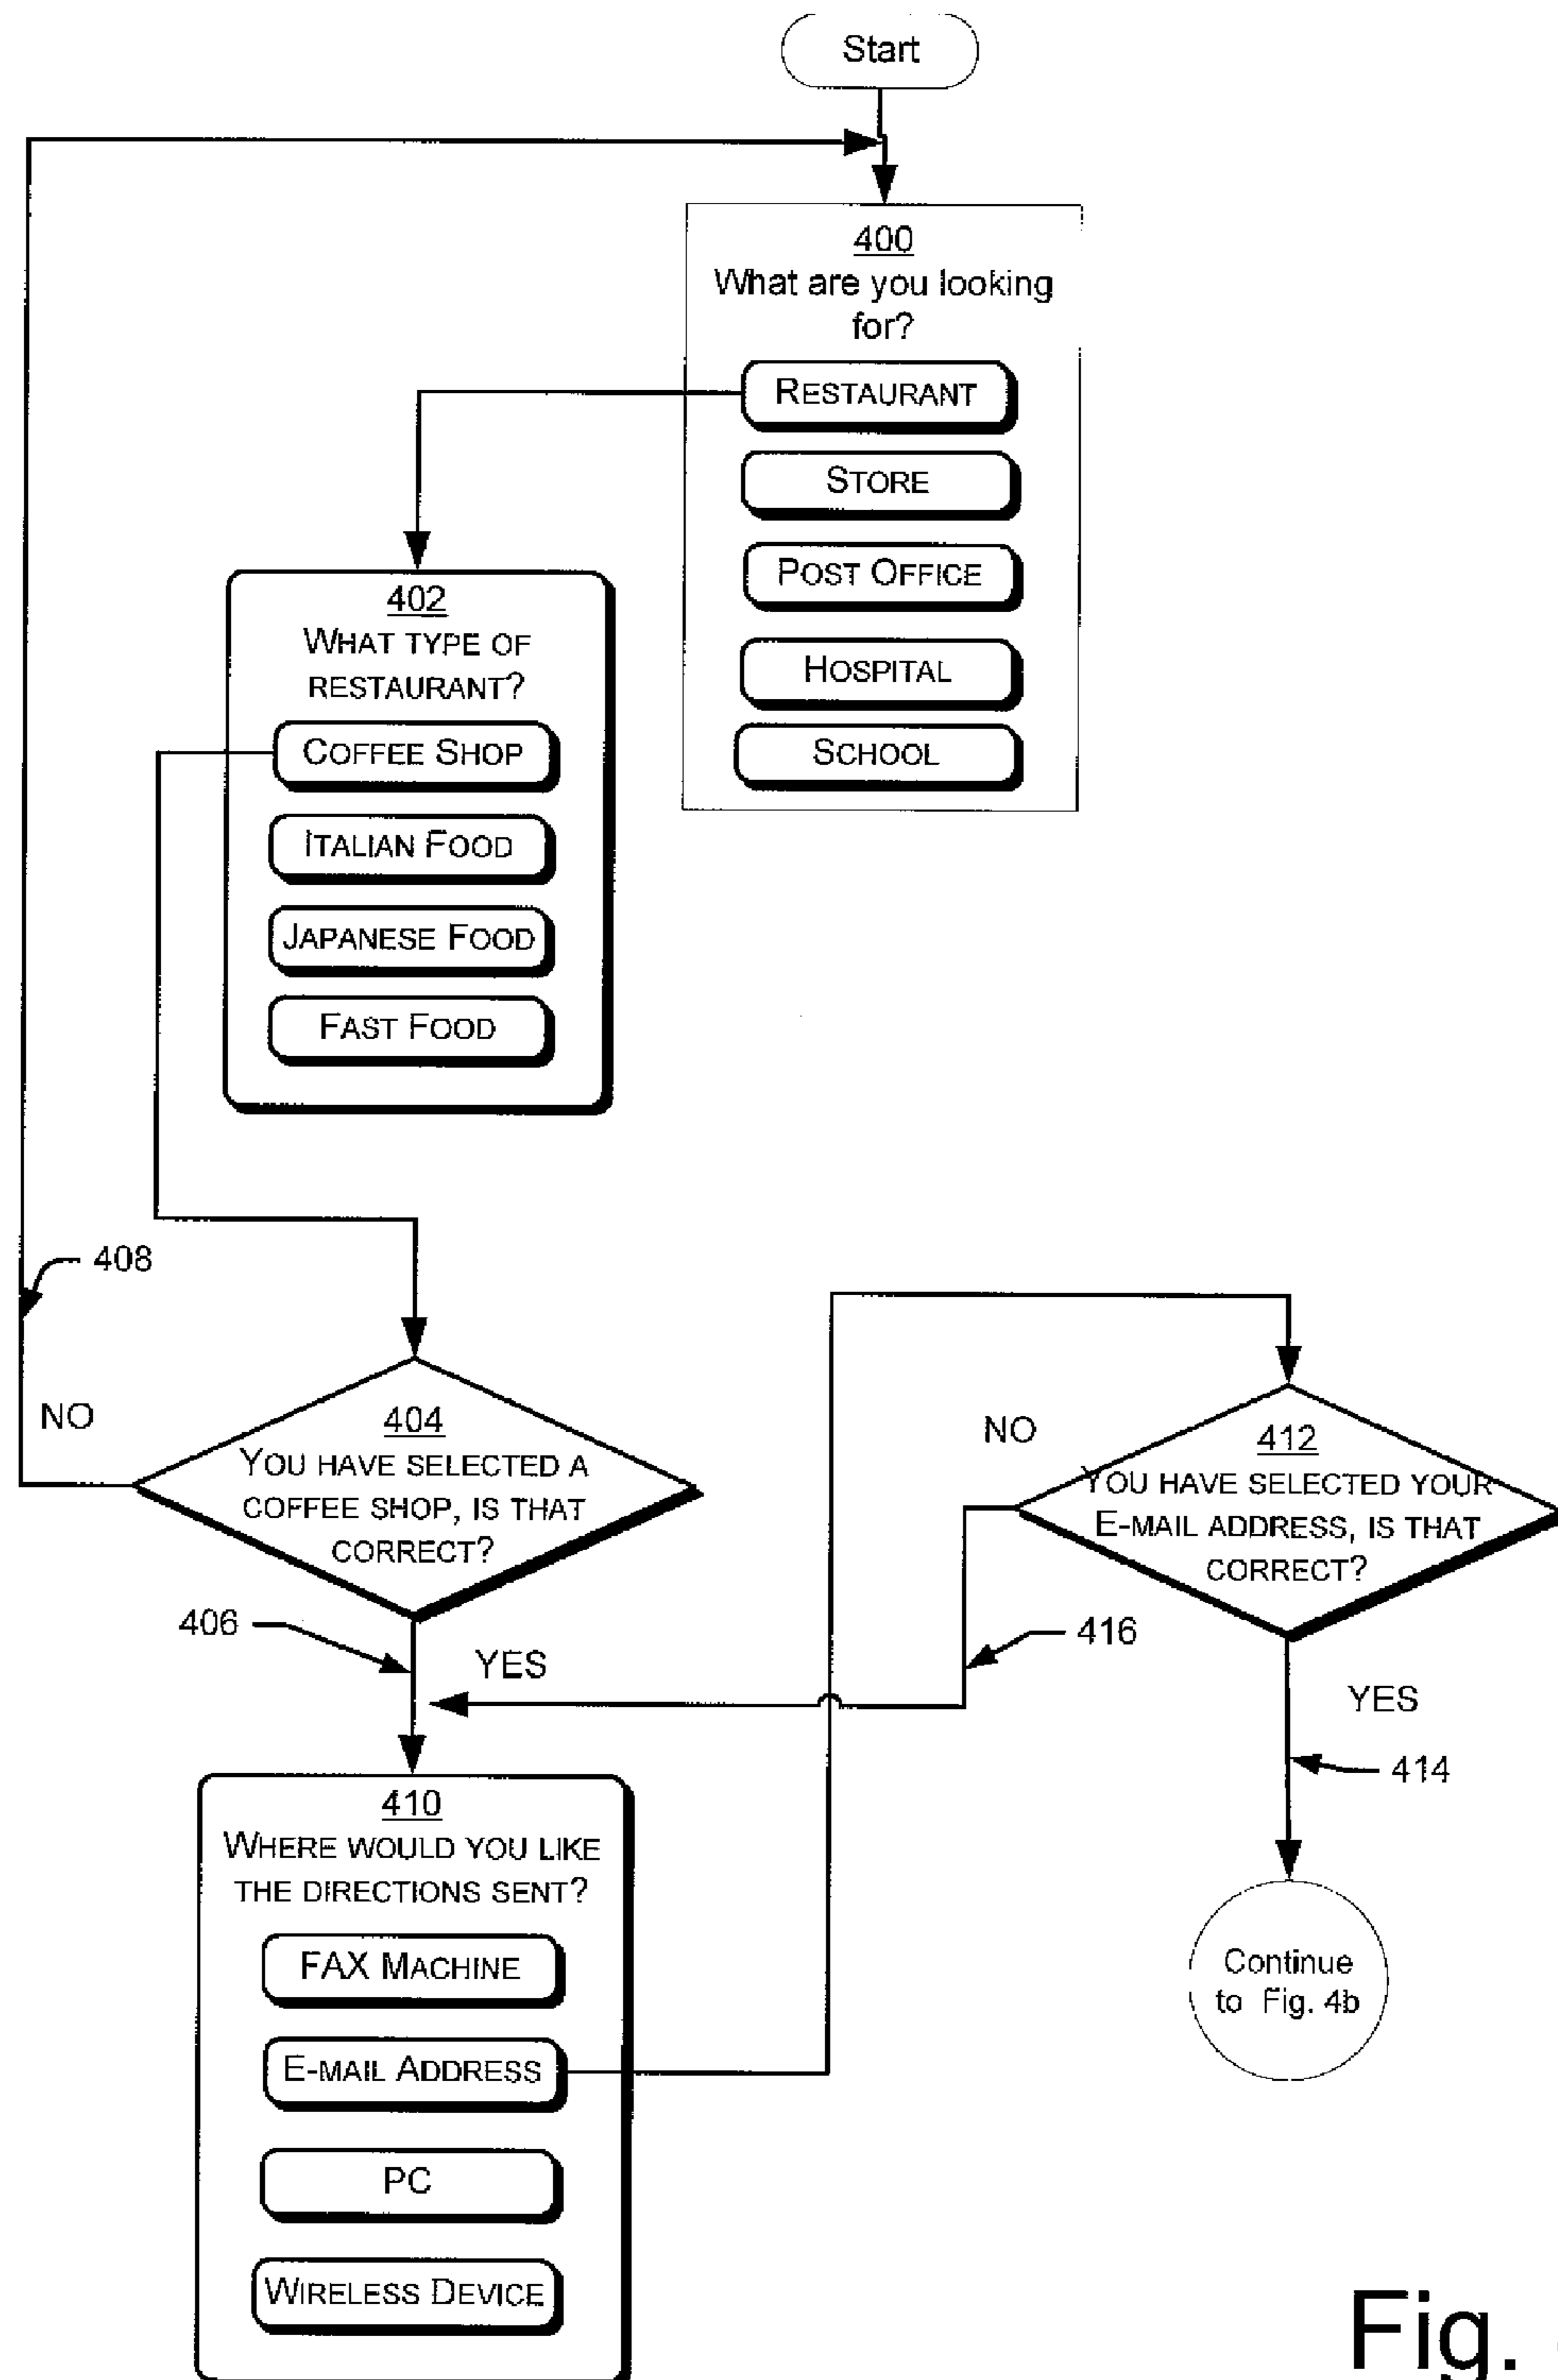 Start
400
What are you looking
for?
RESTAURANT
STORE
POST OFFICE
HOSPITAL
SCHOOL
402
WHAT TYPE OF
RESTAURANT?
COFFEE SHOP
ITALIAN FOOD
JAPANESE FOOD
FAST FOOD
408
NO
404
YOU HAVE SELECTED A
COFFEE SHOP, IS THAT
CORRECT?
406
YES
NO
412
YOU HAVE SELECTED YOUR
E-MAIL ADDRESS, IS THAT
CORRECT?
416
YES
414
410
WHERE WOULD YOU LIKE
THE DIRECTIONS SENT?
FAX MACHINE
E-MAIL ADDRESS
PC
WIRELESS DEVICE
Continue
to Fig. 4b
Fig.